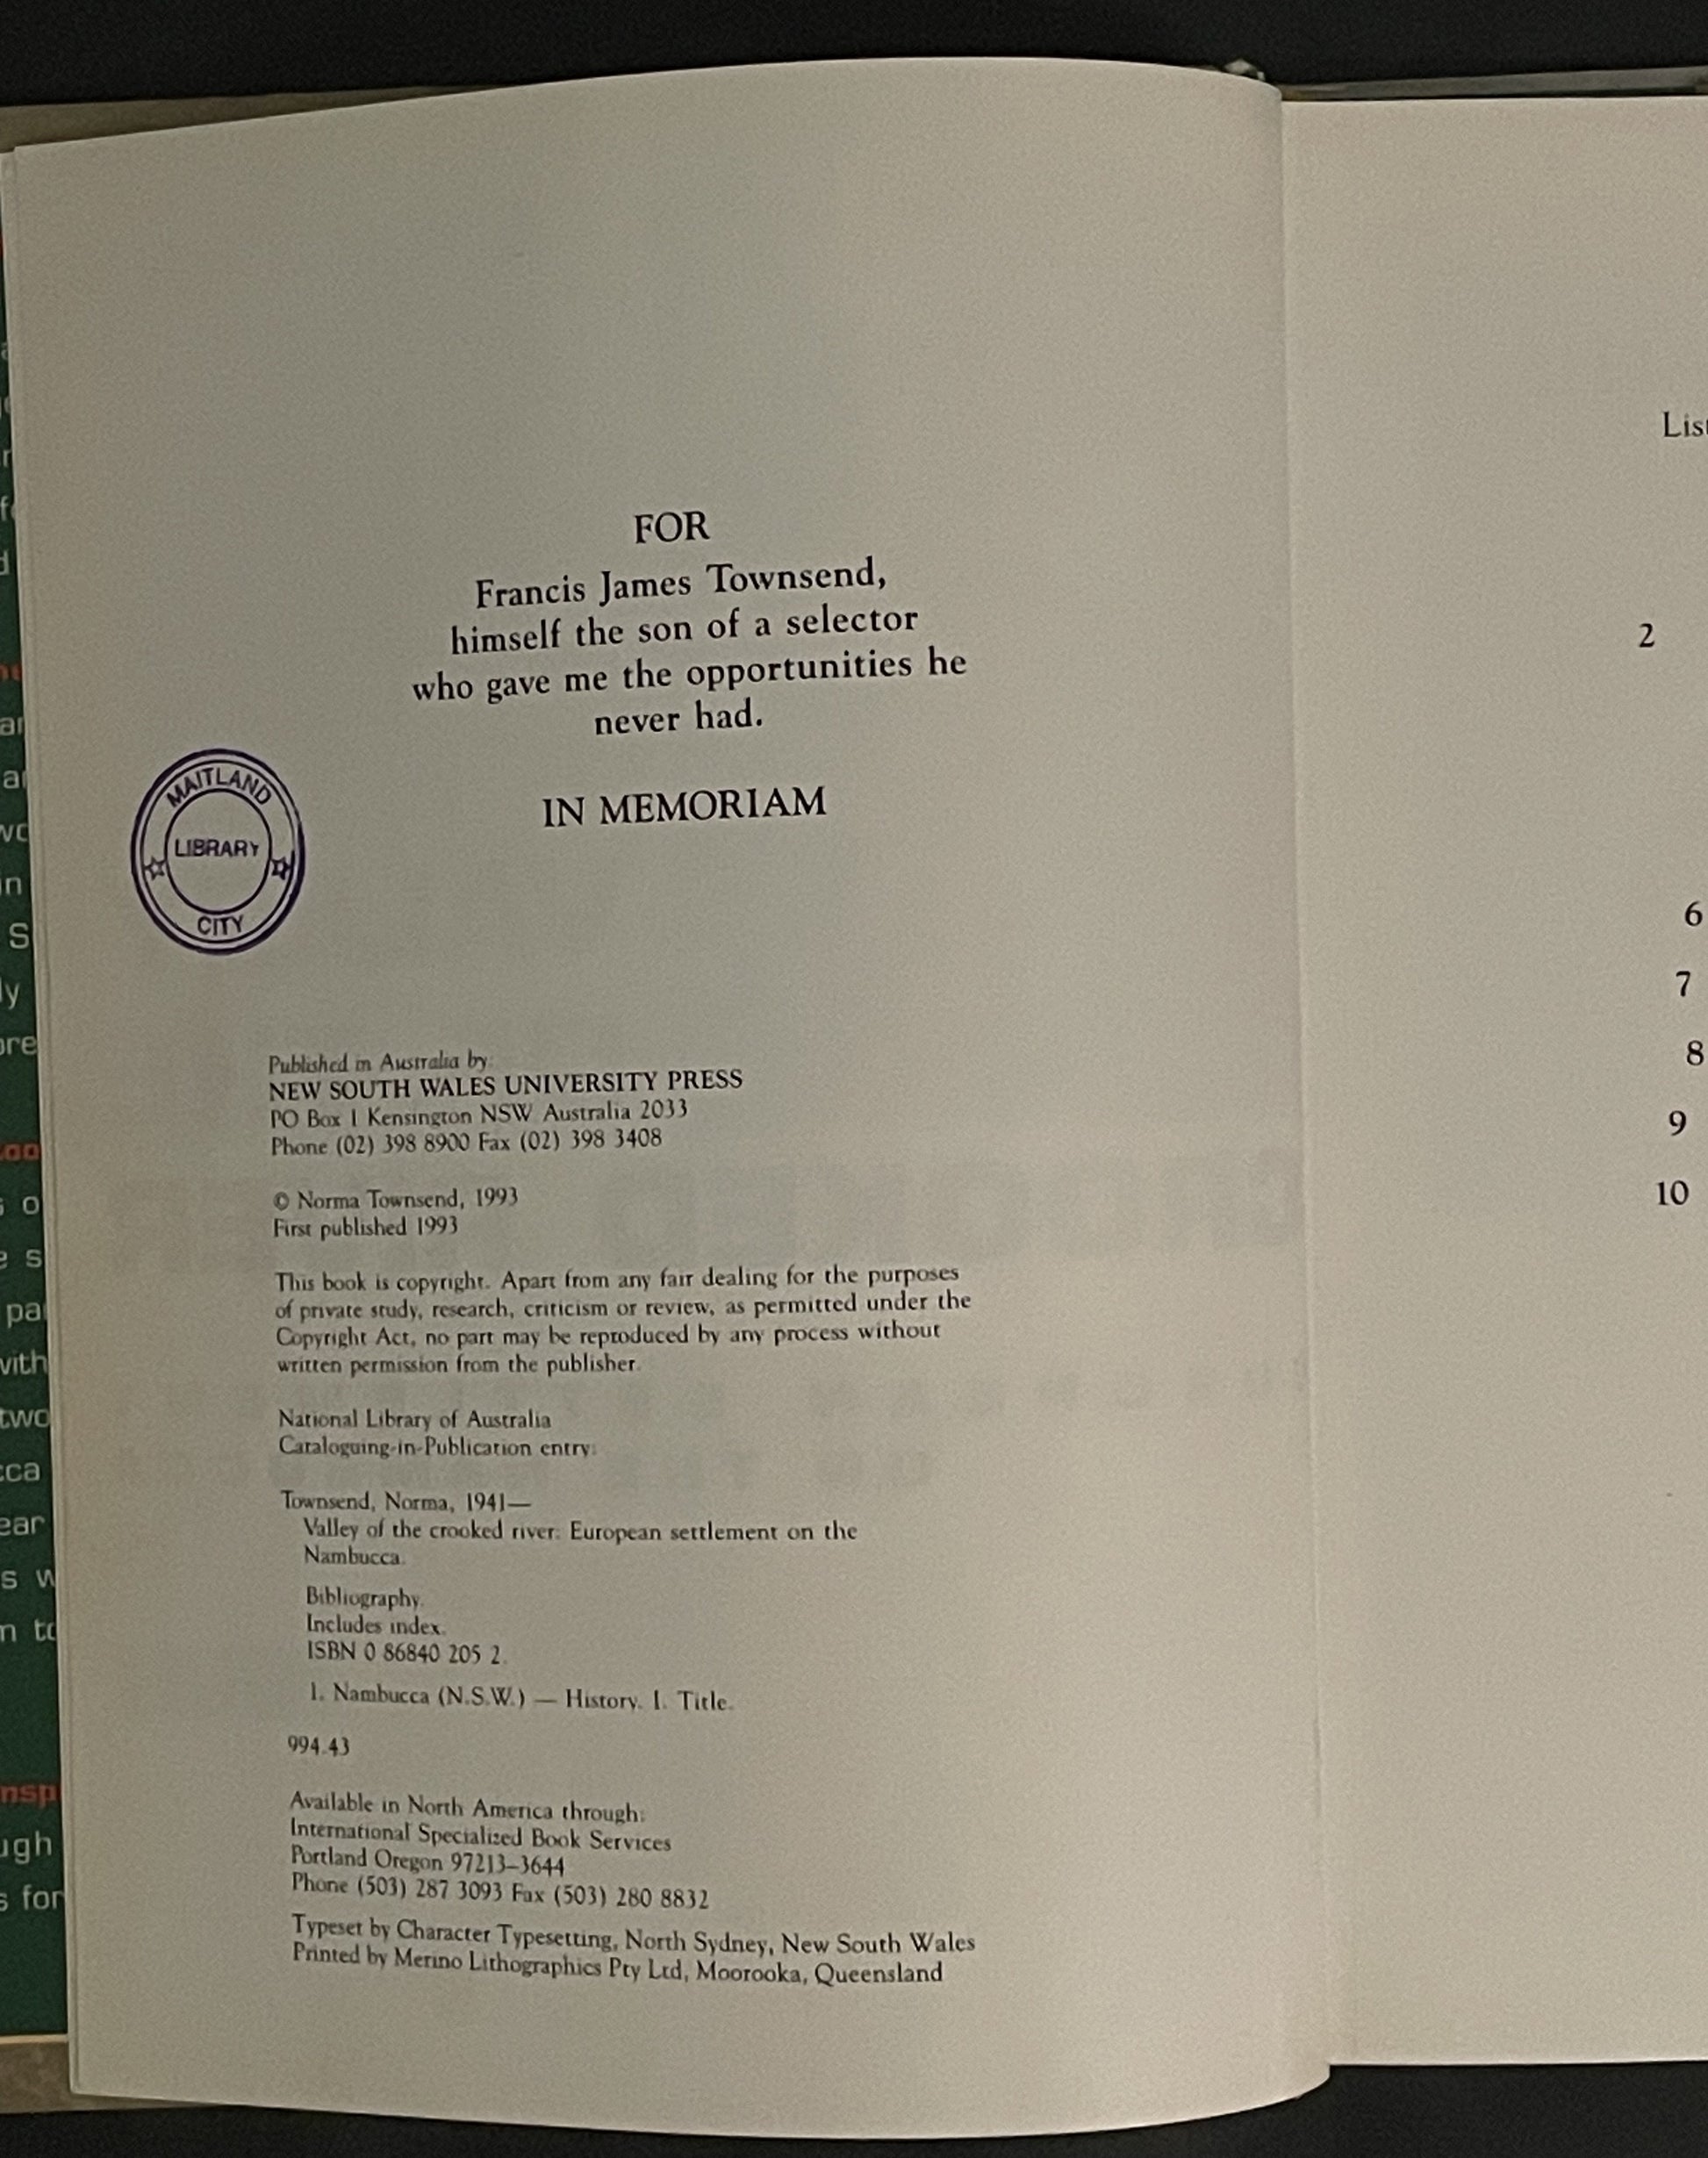 FOR
Francis James Townsend,
himself the son of a selector
who gave me the opportunities he
never had.
IN MEMORIAM
MAITLAND
LIBRARY
CITY
Published in Australia by:
NEW SOUTH WALES UNIVERSITY PRESS
PO Box 1 Kensington NSW Australia 2033
Phone (02) 398 8900 Fax (02) 398 3408
© Norma Townsend, 1993
First published 1993
This book is copyright. Apart from any fair dealing for the purposes
of private study, research, criticism or review, as permitted under the
Copyright Act, no part may be reproduced by any process without
written permission from the publisher.
National Library of Australia
Cataloguing-in-Publication entry:
Townsend, Norma, 1941—
Valley of the crooked river: European settlement on the
Nambucca.
Bibliography.
Includes index.
ISBN 0 86840 205 2.
1. Nambucca (N.S.W.) — History. I. Title.
994.43
Available in North America through:
International Specialized Book Services
Portland Oregon 97213–3644
Phone (503) 287 3093 Fax (503) 280 8832
Typeset by Character Typesetting, North Sydney, New South Wales
Printed by Merino Lithographics Pty Ltd, Moorooka, Queensland
2
6
7
8
9
10